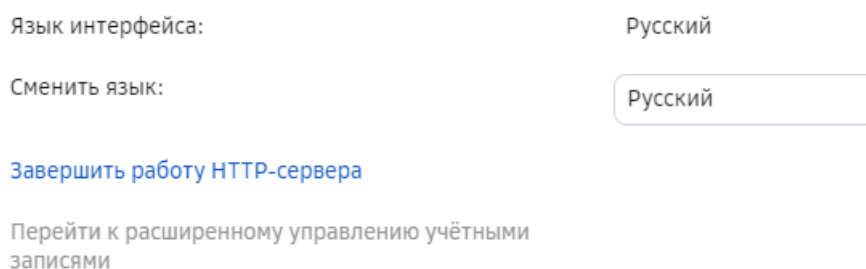 Язык интерфейса: Русский
Сменить язык: Русский
Завершить работу HTTP-сервера
Перейти к расширенному управлению учётными
записями